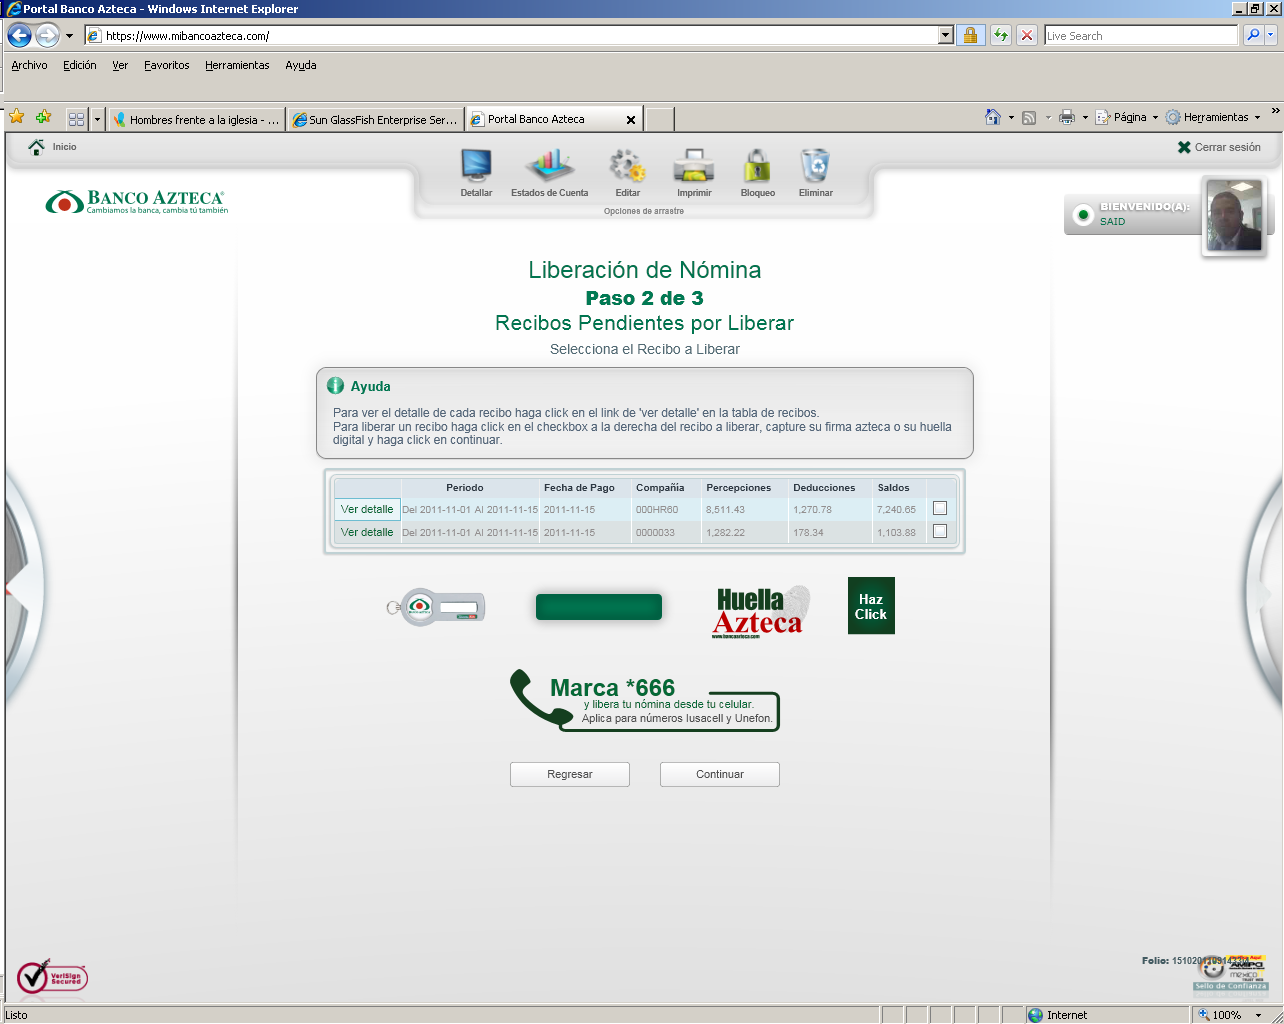 Portal Banco Azteca - Windows Internet Explorer
https://www.mibancoazteca.com/
Live Search
Archivo Edición Ver Favoritos Herramientas Ayuda
Hombres frente a la iglesia - ...
Sun GlassFish Enterprise Ser...
Portal Banco Azteca
Página
Herramientas
Inicio
Cerrar sesión
Detallar Estados de Cuenta Editar Imprimir Bloqueo Eliminar
Opciones de arrastre
BANCO AZTECA
Cambiamos la banca, cambia tú también
BIENVENIDO(A):
SAID
Liberación de Nómina
Paso 2 de 3
Recibos Pendientes por Liberar
Selecciona el Recibo a Liberar
Ayuda
Para ver el detalle de cada recibo haga click en el link de 'ver detalle' en la tabla de recibos.
Para liberar un recibo haga click en el checkbox a la derecha del recibo a liberar, capture su firma azteca o su huella
digital y haga click en continuar.
Periodo Fecha de Pago Compañía Percepciones Deducciones Saldos
Ver detalle Del 2011-11-01 Al 2011-11-15 2011-11-15 000HR60 8,511.43 1,270.78 7,240.65
Ver detalle Del 2011-11-01 Al 2011-11-15 2011-11-15 0000033 1,282.22 178.34 1,103.88
Huella
Azteca
www.bancoazteca.com
Haz
Click
Marca *666
y libera tu nómina desde tu celular.
Aplica para números Iusacell y Unefon.
Regresar
Continuar
VeriSign
Secured
Folio:
AMIPCI
mexico
Sello de Confianza
Listo
Internet
100%